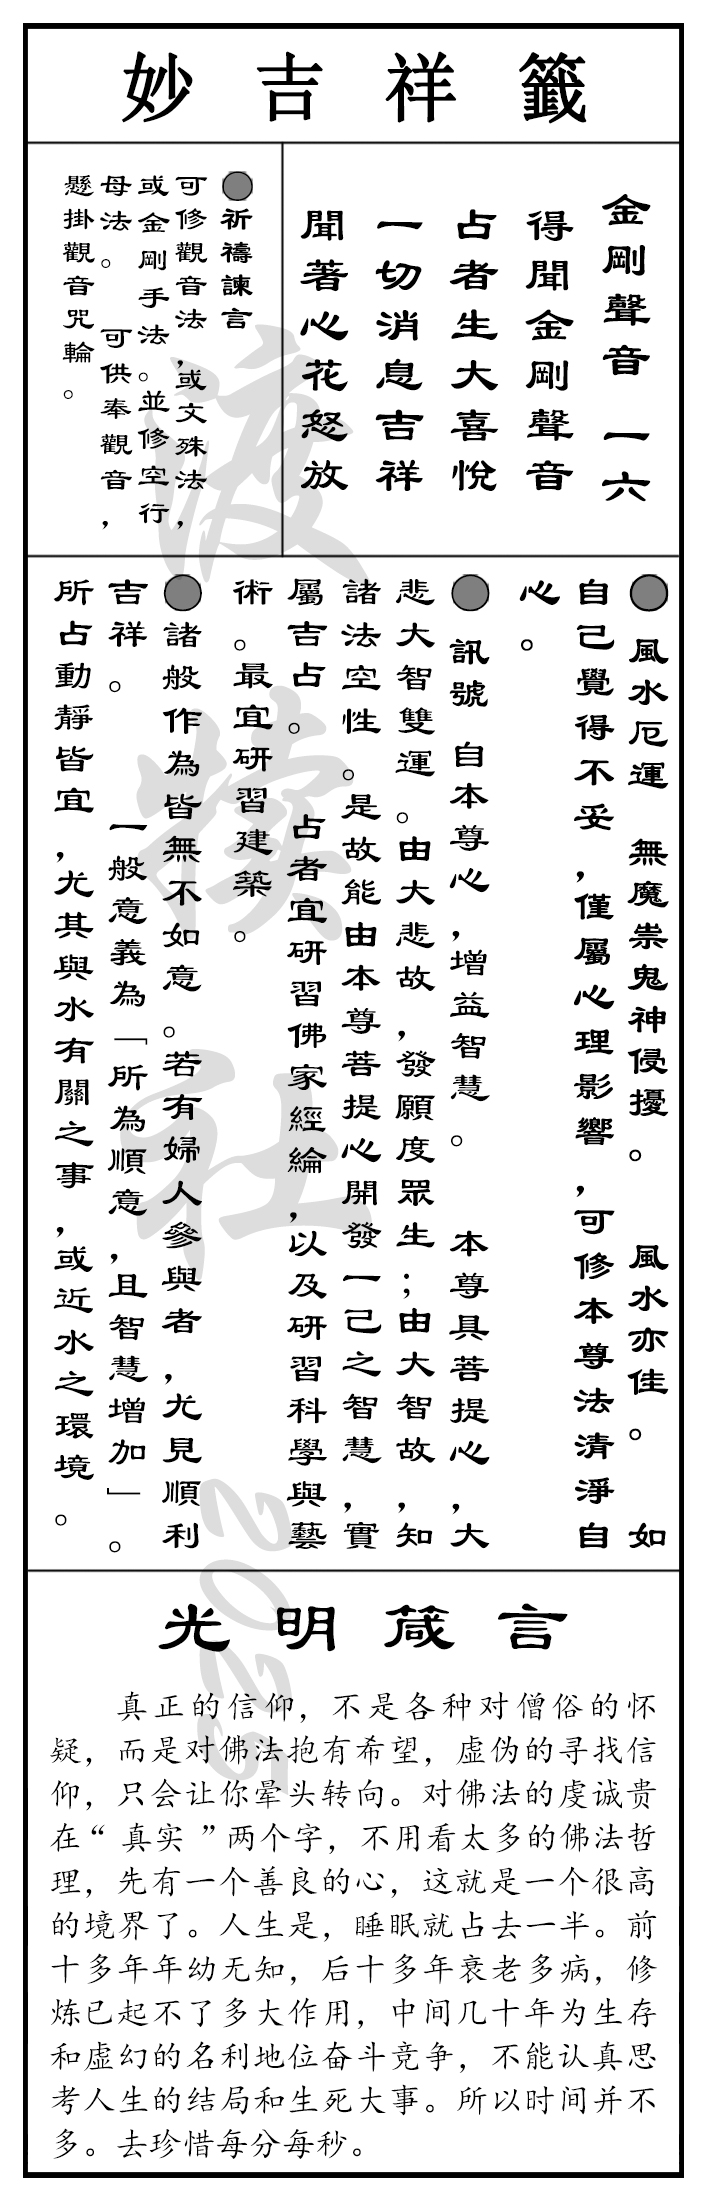 妙吉祥籤
金剛聲音 一六
得聞金剛聲音
占者生大喜悅
一切消息吉祥
聞著心花怒放
●祈禱諫言
可修觀音法,或文殊法,
或金剛手法。並修空行
母法。 可供奉觀音,
懸掛觀音咒輪。
● 風水厄運 無魔祟鬼神侵擾。 風水亦佳。 如
自己覺得不妥,僅屬心理影響,可修本尊法清淨自
心。
● 訊號 自本尊心,增益智慧。 本尊具菩提心,大
悲大智雙運。由大悲故,發願度眾生;由大智故,知
諸法空性。是故能由本尊菩提心開發一己之智慧,實
屬吉占。 占者宜研習佛家經論,以及研習科學與藝
術。最宜研習建築。
●諸般作為皆無不如意。若有婦人參與者,尤見順利
吉祥。 一般意義為「所為順意,且智慧增加」。
所占動靜皆宜,尤其與水有關之事,或近水之環境。
光明箴言
真正的信仰，不是各种对僧俗的怀
疑，而是对佛法抱有希望，虚伪的寻找信
仰，只会让你晕头转向。对佛法的虔诚贵
在“真实”两个字，不用看太多的佛法哲
理，先有一个善良的心，这就是一个很高
的境界了。人生是，睡眠就占去一半。前
十多年年幼无知，后十多年衰老多病，修
炼已起不了多大作用，中间几十年为生存
和虚幻的名利地位奋斗竞争，不能认真思
考人生的结局和生死大事。所以时间并不
多。去珍惜每分每秒。
渡犊社
2025